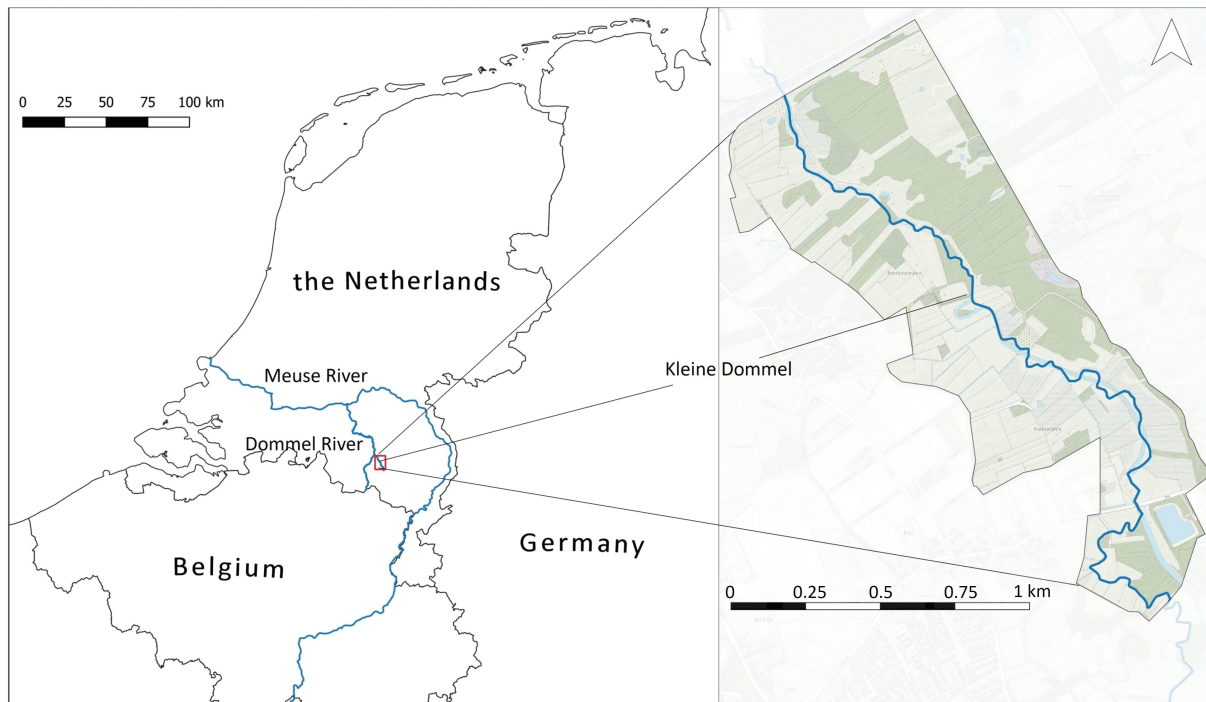 0 25 50 75 100 km
the Netherlands
Meuse River
Dommel River
Belgium
Germany
Kleine Dommel
0 0.25 0.5 0.75 1 km